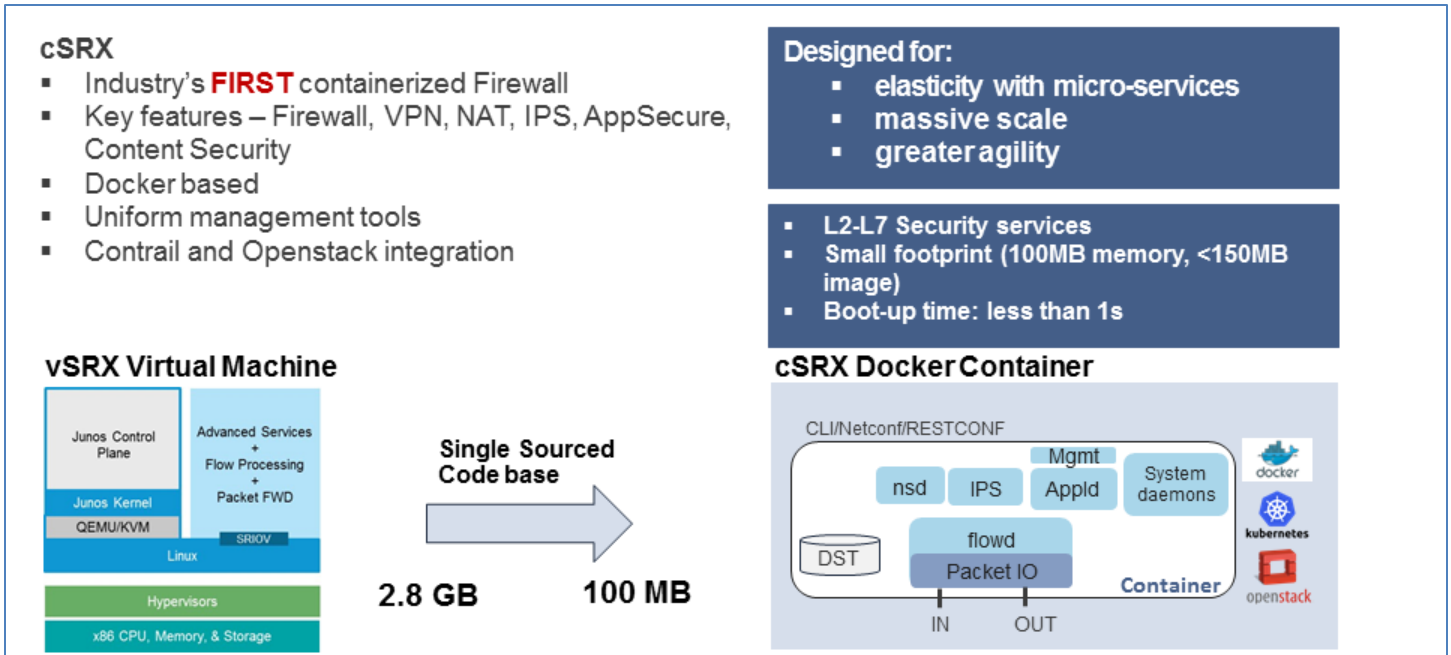 cSRX
▪ Industry's FIRST containerized Firewall
▪ Key features – Firewall, VPN, NAT, IPS, AppSecure,
Content Security
▪ Docker based
▪ Uniform management tools
▪ Contrail and Openstack integration
Designed for:
▪ elasticity with micro-services
▪ massive scale
▪ greater agility
▪ L2-L7 Security services
▪ Small footprint (100MB memory, <150MB
image)
▪ Boot-up time: less than 1s
vSRX Virtual Machine
Junos Control
Plane
Junos Kernel
QEMU/KVM
Advanced Services
+
Flow Processing
+
Packet FWD
SRIOV
Linux
Hypervisors
x86 CPU, Memory, & Storage
Single Sourced
Code base
2.8 GB
100 MB
cSRX Docker Container
CLI/Netconf/RESTCONF
nsd
IPS
Mgmt
AppId
System
daemons
DST
flowd
Packet IO
Container
IN
OUT
docker
kubernetes
openstack